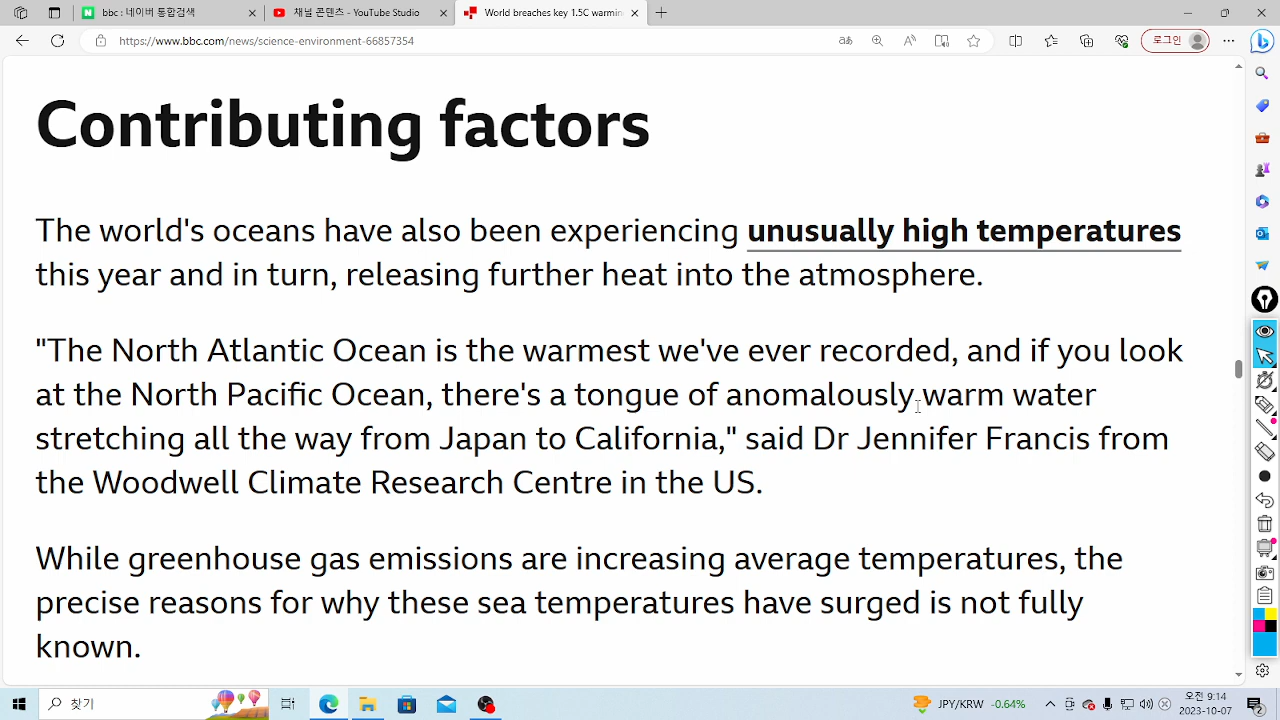 bbc : 네이버 통합검색
채널 콘텐츠 - YouTube Studio
World breaches key 1.5C warmin
https://www.bbc.com/news/science-environment-66857354
로그인
Contributing factors
The world's oceans have also been experiencing unusually high temperatures
this year and in turn, releasing further heat into the atmosphere.
"The North Atlantic Ocean is the warmest we've ever recorded, and if you look
at the North Pacific Ocean, there's a tongue of anomalously warm water
stretching all the way from Japan to California," said Dr Jennifer Francis from
the Woodwell Climate Research Centre in the US.
While greenhouse gas emissions are increasing average temperatures, the
precise reasons for why these sea temperatures have surged is not fully
known.
찾기
JPY/KRW -0.64%
오전 9:14
2023-10-07
2